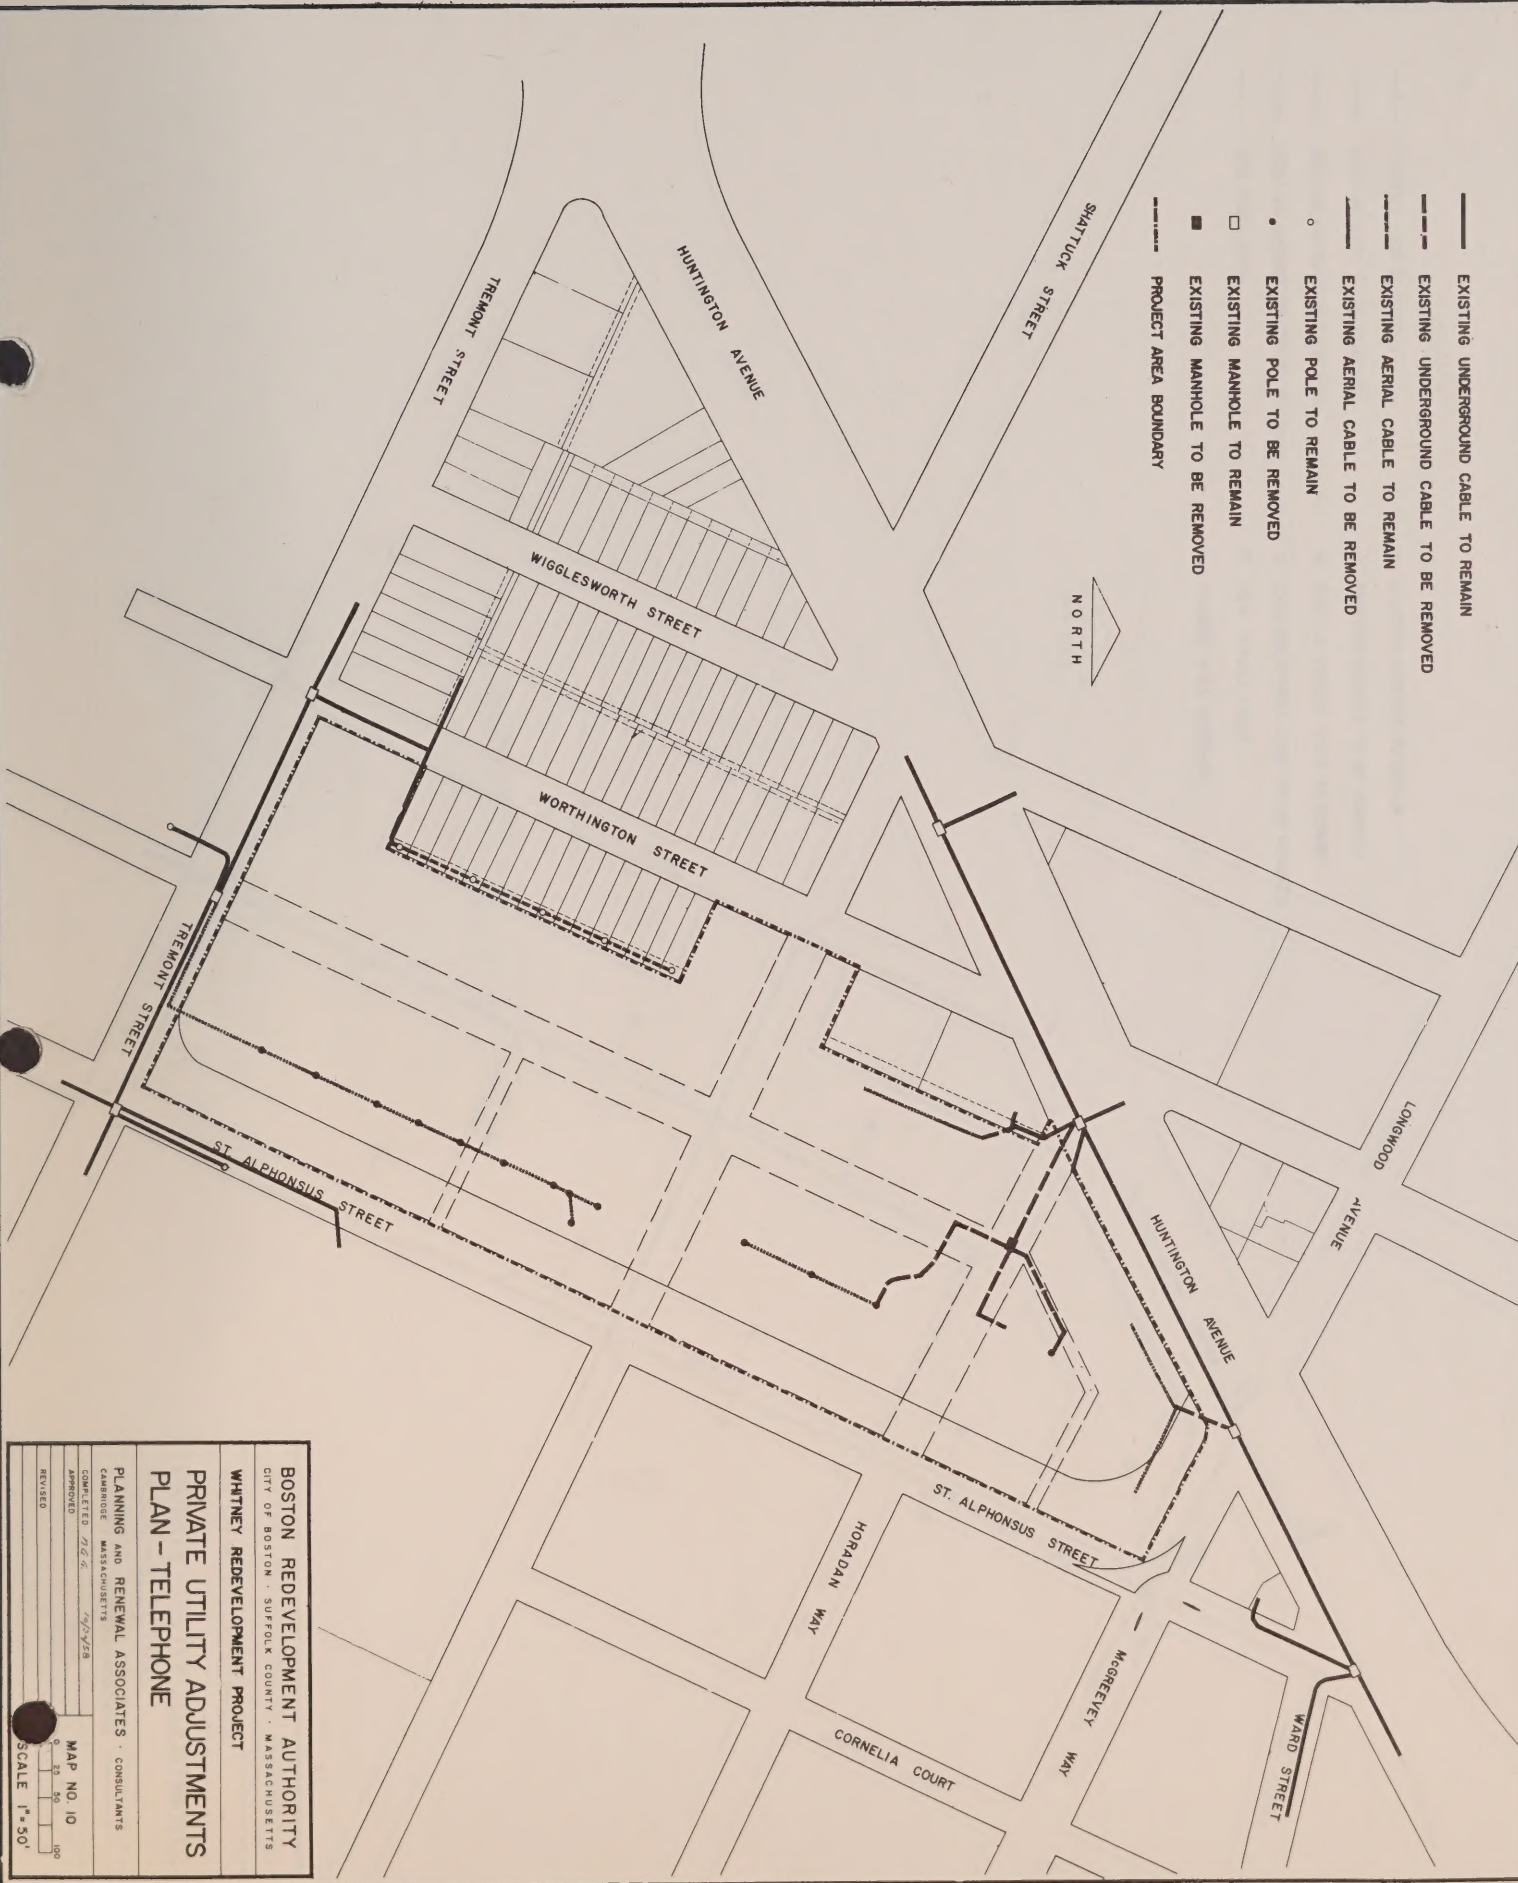 EXISTING UNDERGROUND CABLE TO REMAIN
EXISTING UNDERGROUND CABLE TO BE REMOVED
EXISTING AERIAL CABLE TO REMAIN
EXISTING AERIAL CABLE TO BE REMOVED
EXISTING POLE TO REMAIN
EXISTING POLE TO BE REMOVED
EXISTING MANHOLE TO REMAIN
EXISTING MANHOLE TO BE REMOVED
PROJECT AREA BOUNDARY
NORTH
SHATTUCK STREET
HUNTINGTON AVENUE
TREMONT STREET
WIGGLESWORTH STREET
WORTHINGTON STREET
LONGWOOD AVENUE
HUNTINGTON AVENUE
TREMONT STREET
ST. ALPHONSUS STREET
ST. ALPHONSUS STREET
HORADAN WAY
McGREEVEY WAY
WARD STREET
CORNELIA COURT
BOSTON REDEVELOPMENT AUTHORITY
CITY OF BOSTON · SUFFOLK COUNTY · MASSACHUSETTS
WHITNEY REDEVELOPMENT PROJECT
PRIVATE UTILITY ADJUSTMENTS
PLAN - TELEPHONE
PLANNING AND RENEWAL ASSOCIATES · CONSULTANTS
CAMBRIDGE MASSACHUSETTS
COMPLETED
APPROVED
REVISED
MAP NO. 10
0 25 50 100
SCALE 1" = 50'